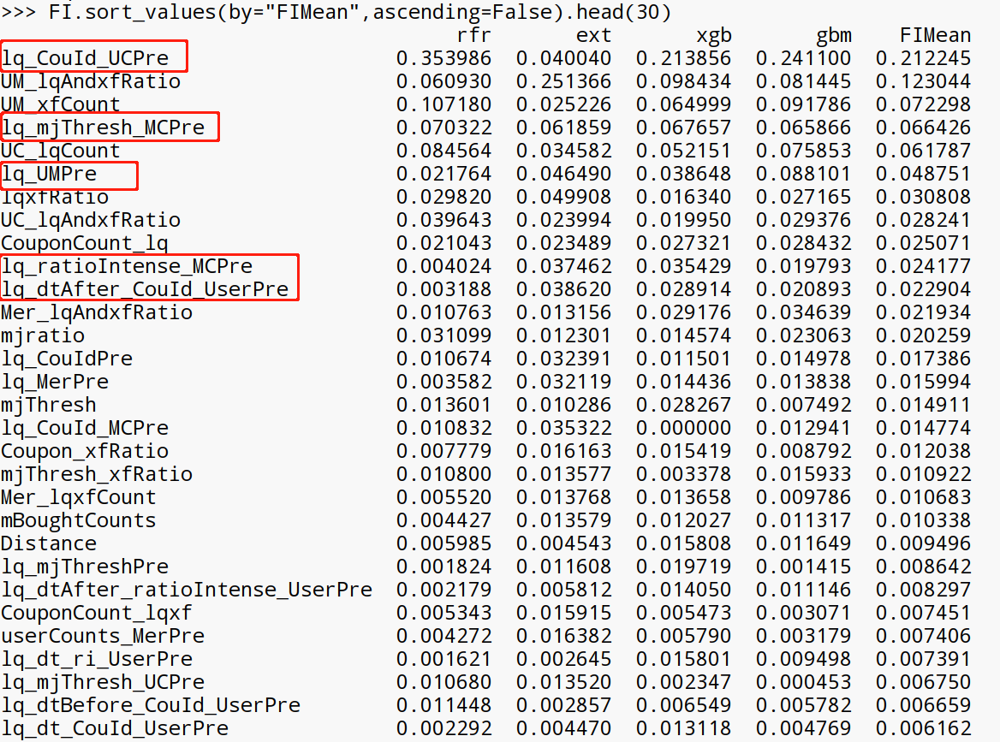 >>> FI.sort_values(by="FIMean",ascending=False).head(30)
rfr ext xgb gbm FIMean
lq_CouId_UCPre 0.353986 0.040040 0.213856 0.241100 0.212245
UM_lqAndxfRatio 0.060930 0.251366 0.098434 0.081445 0.123044
UM_xfCount 0.107180 0.025226 0.064999 0.091786 0.072298
lq_mjThresh_MCPre 0.070322 0.061859 0.067657 0.065866 0.066426
UC_lqCount 0.084564 0.034582 0.052151 0.075853 0.061787
lq_UMPre 0.021764 0.046490 0.038648 0.088101 0.048751
lqxfRatio 0.029820 0.049908 0.016340 0.027165 0.030808
UC_lqAndxfRatio 0.039643 0.023994 0.019950 0.029376 0.028241
CouponCount_lq 0.021043 0.023489 0.027321 0.028432 0.025071
lq_ratioIntense_MCPre 0.004024 0.037462 0.035429 0.019793 0.024177
lq_dtAfter_CouId_UserPre 0.003188 0.038620 0.028914 0.020893 0.022904
Mer_lqAndxfRatio 0.010763 0.013156 0.029176 0.034639 0.021934
mjratio 0.031099 0.012301 0.014574 0.023063 0.020259
lq_CouIdPre 0.010674 0.032391 0.011501 0.014978 0.017386
lq_MerPre 0.003582 0.032119 0.014436 0.013838 0.015994
mjThresh 0.013601 0.010286 0.028267 0.007492 0.014911
lq_CouId_MCPre 0.010832 0.035322 0.000000 0.012941 0.014774
Coupon_xfRatio 0.007779 0.016163 0.015419 0.008792 0.012038
mjThresh_xfRatio 0.010800 0.013577 0.003378 0.015933 0.010922
Mer_lqxfCount 0.005520 0.013768 0.013658 0.009786 0.010683
mBoughtCounts 0.004427 0.013579 0.012027 0.011317 0.010338
Distance 0.005985 0.004543 0.015808 0.011649 0.009496
lq_mjThreshPre 0.001824 0.011608 0.019719 0.001415 0.008642
lq_dtAfter_ratioIntense_UserPre 0.002179 0.005812 0.014050 0.011146 0.008297
CouponCount_lqxf 0.005343 0.015915 0.005473 0.003071 0.007451
userCounts_MerPre 0.004272 0.016382 0.005790 0.003179 0.007406
lq_dt_ri_UserPre 0.001621 0.002645 0.015801 0.009498 0.007391
lq_mjThresh_UCPre 0.010680 0.013520 0.002347 0.000453 0.006750
lq_dtBefore_CouId_UserPre 0.011448 0.002857 0.006549 0.005782 0.006659
lq_dt_CouId_UserPre 0.002292 0.004470 0.013118 0.004769 0.006162